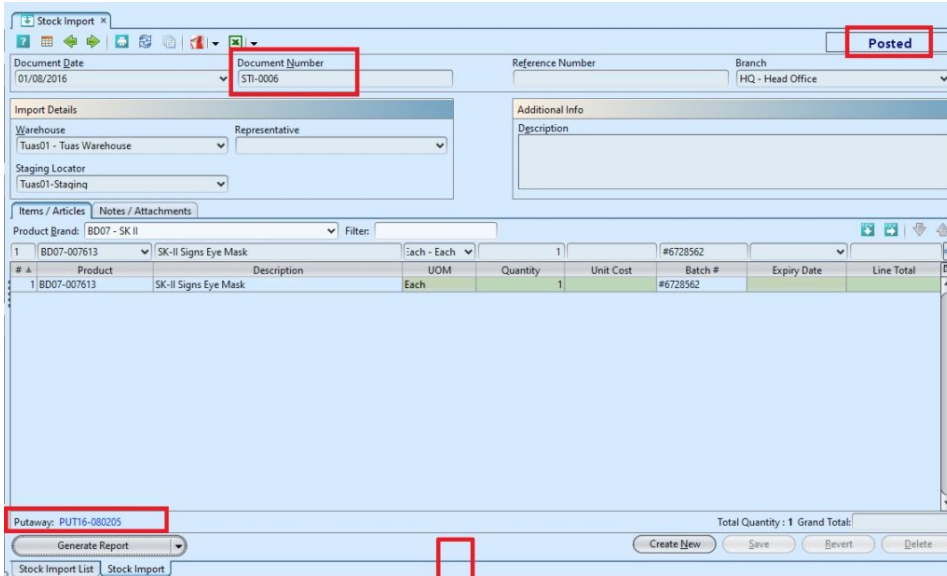 Stock Import ×
Posted
Document Date Document Number Reference Number Branch
01/08/2016 STI-0006 HQ - Head Office
Import Details Additional Info
Warehouse Representative Description
Tuas01 - Tuas Warehouse
Staging Locator
Tuas01-Staging
Items / Articles Notes / Attachments
Product Brand: BD07 - SK II Filter:
1 BD07-007613 SK-II Signs Eye Mask Each - Each 1 #6728562
# Product Description UOM Quantity Unit Cost Batch # Expiry Date Line Total
1 BD07-007613 SK-II Signs Eye Mask Each 1 #6728562
Putaway: PUT16-080205 Total Quantity : 1 Grand Total:
Generate Report Create New Save Revert Delete
Stock Import List Stock Import